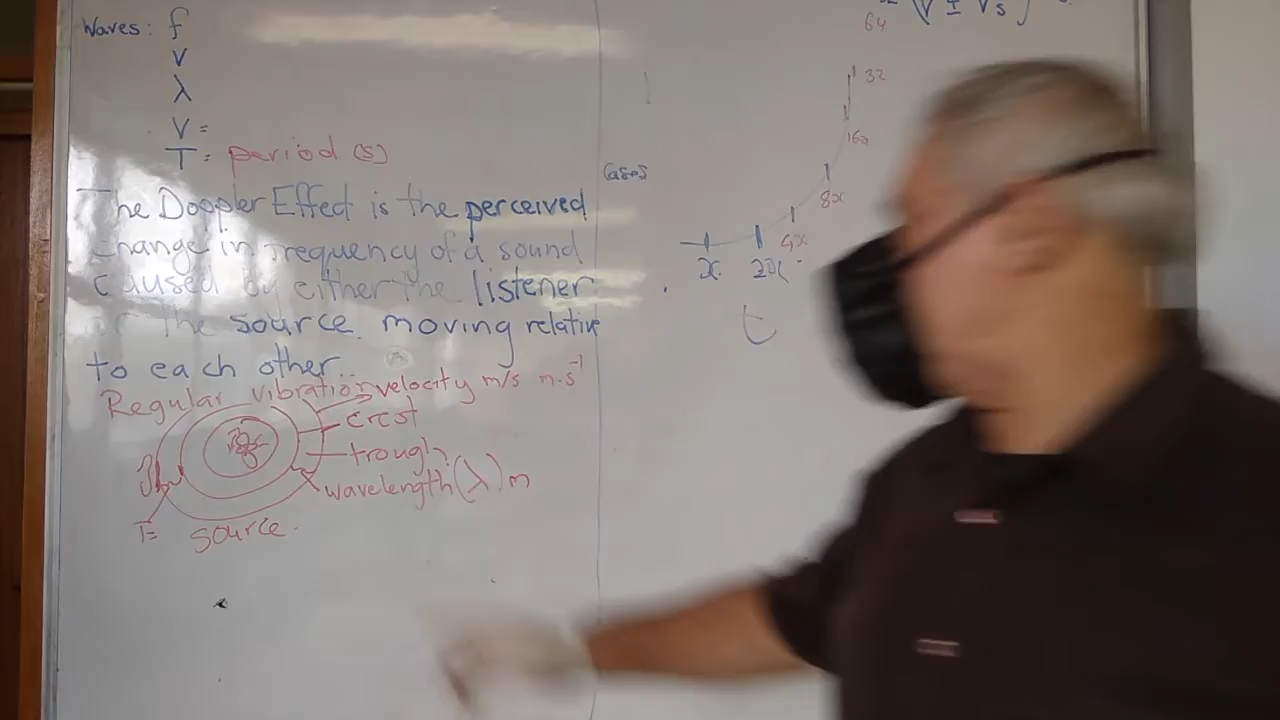 Waves: f
v
λ
v =
T = period (s)
The Doppler Effect is the perceived
change in frequency of a sound
caused by either the listener
or the source moving relative
to each other..
Regular vibration velocity m/s m.s⁻¹
crest
trough
wavelength (λ) m
T=
source.
Cases
64
(V ± Vs)
32
16x
8x
4x
x
2x
t